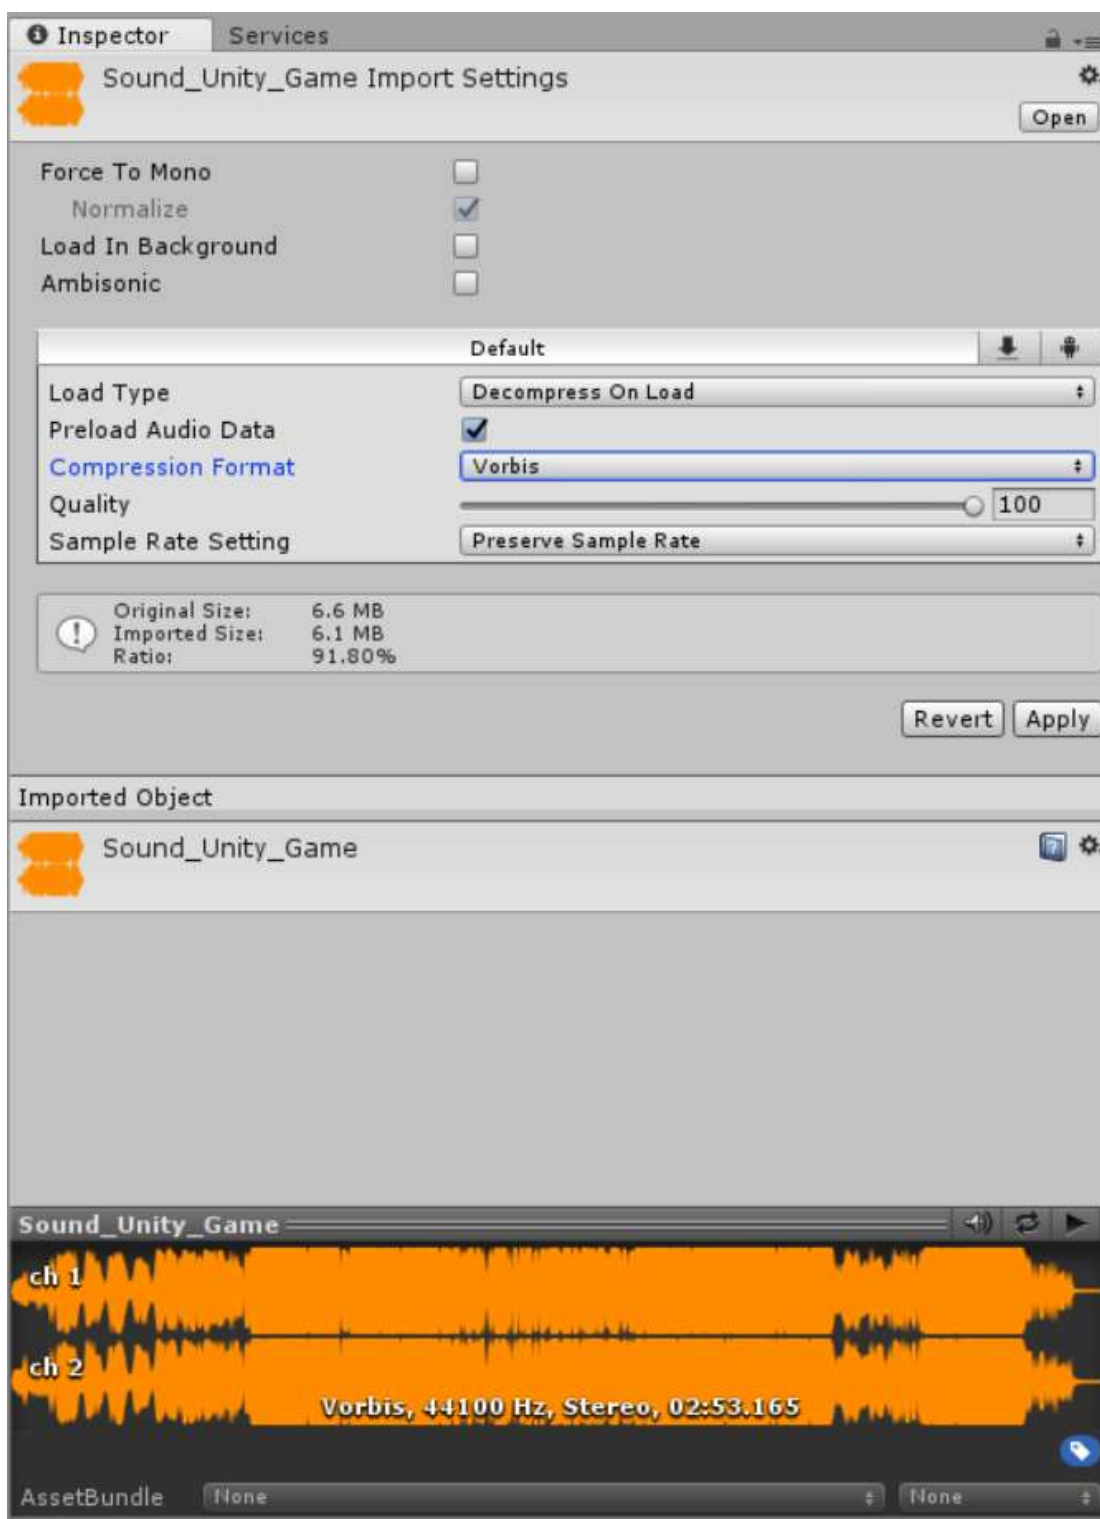 Inspector Services
Sound_Unity_Game Import Settings
Open
Force To Mono
Normalize
Load In Background
Ambisonic
Default
Load Type Decompress On Load
Preload Audio Data
Compression Format Vorbis
Quality 100
Sample Rate Setting Preserve Sample Rate
Original Size: 6.6 MB
Imported Size: 6.1 MB
Ratio: 91.80%
Revert Apply
Imported Object
Sound_Unity_Game
Sound_Unity_Game
ch 1
ch 2
Vorbis, 44100 Hz, Stereo, 02:53.165
AssetBundle None None